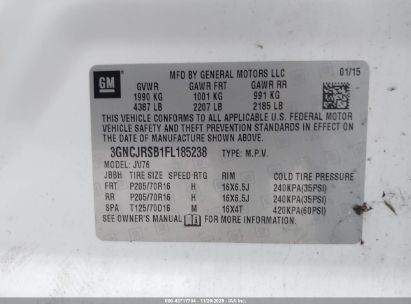 MFD BY GENERAL MOTORS LLC 01/15
GM
GVWR GAWR FRT GAWR RR
1990 KG 1001 KG 991 KG
4387 LB 2207 LB 2185 LB
THIS VEHICLE CONFORMS TO ALL APPLICABLE U.S. FEDERAL MOTOR
VEHICLE SAFETY AND THEFT PREVENTION STANDARDS IN EFFECT ON
THE DATE OF MANUFACTURE SHOWN ABOVE.
3GNCJRSB1FL185238 TYPE: M.P.V.
MODEL: JV76
JBBH TIRE SIZE SPEED RTG RIM COLD TIRE PRESSURE
FRT P205/70R16 H 16X6.5J 240KPA(35PSI)
RR P205/70R16 H 16X6.5J 240KPA(35PSI)
SPA T125/70D16 M 16X4T 420KPA(60PSI)
SEE OWNER'S MANUAL FOR MORE INFORMATION.